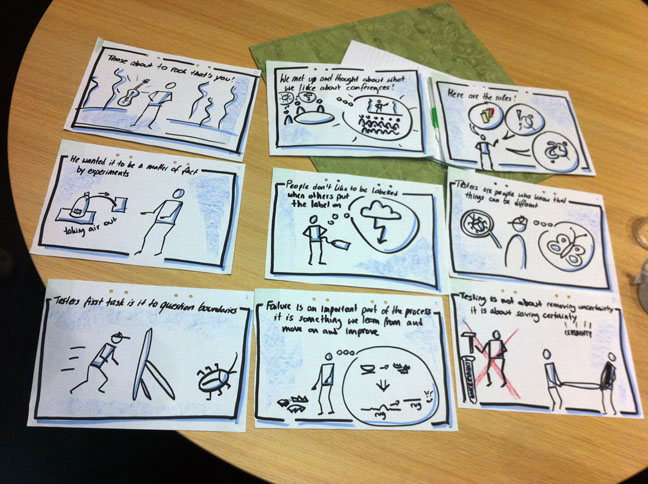 Those about to rock that's you!
We met up and thought about what
we like about conferences!
Here are the rules!
He wanted it to be a matter of fact
by experiments
taking air out
People don't like to be labelled
when others put
the label on
Testers are people who know that
things can be different
Testers first task is it to question boundaries
Failure is an important part of the process
it is something we learn from and
move on and improve
Testing is not about removing uncertainty
it is about saving certainty